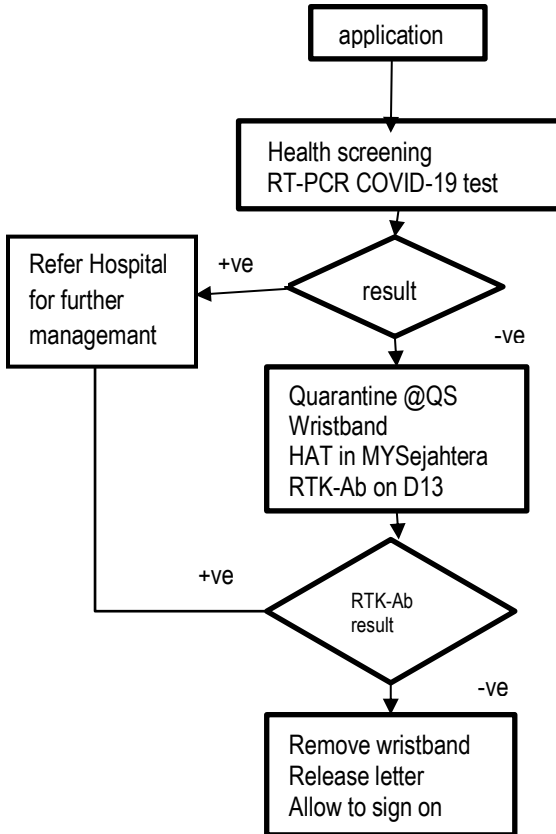 application
Health screening
RT-PCR COVID-19 test
Refer Hospital
for further
managemant
+ve
result
-ve
Quarantine @QS
Wristband
HAT in MYSejahtera
RTK-Ab on D13
+ve
RTK-Ab
result
-ve
Remove wristband
Release letter
Allow to sign on